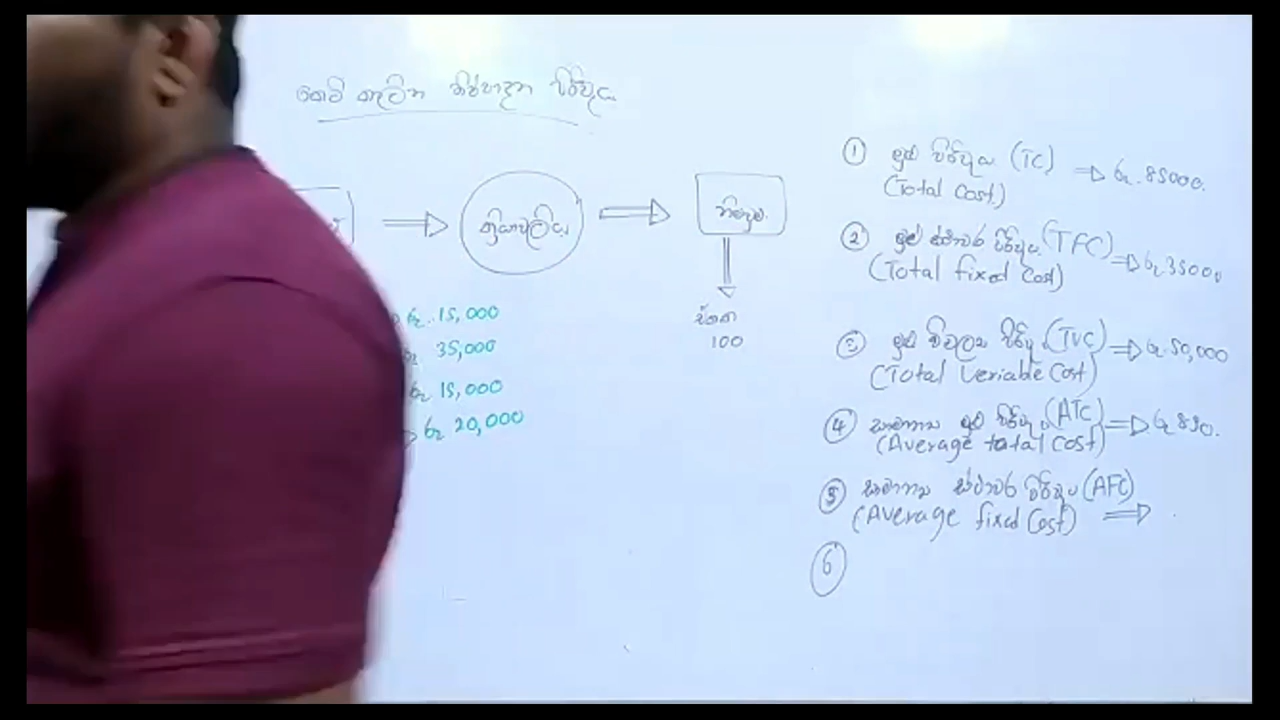 කෙටි කාලීන නිෂ්පාදන පිරිවැය
ක්‍රියාවලිය
නිමැවුම
ඒකක
100
රු. 15,000
රු 35,000
රු 15,000
රු 20,000
① මුළු පිරිවැය (TC) ⇒ රු. 85000.
(Total Cost)
② මුළු ස්ථාවර පිරිවැය (TFC) ⇒ රු 35000
(Total fixed Cost)
③ මුළු විචල්‍ය පිරිවැය (TVC) ⇒ රු. 50,000
(Total Veriable Cost)
④ සාමාන්‍ය මුළු පිරිවැය (ATC) ⇒ රු 850.
(Average total Cost)
⑤ සාමාන්‍ය ස්ථාවර පිරිවැය (AFC)
(Average fixed Cost) ⇒
⑥